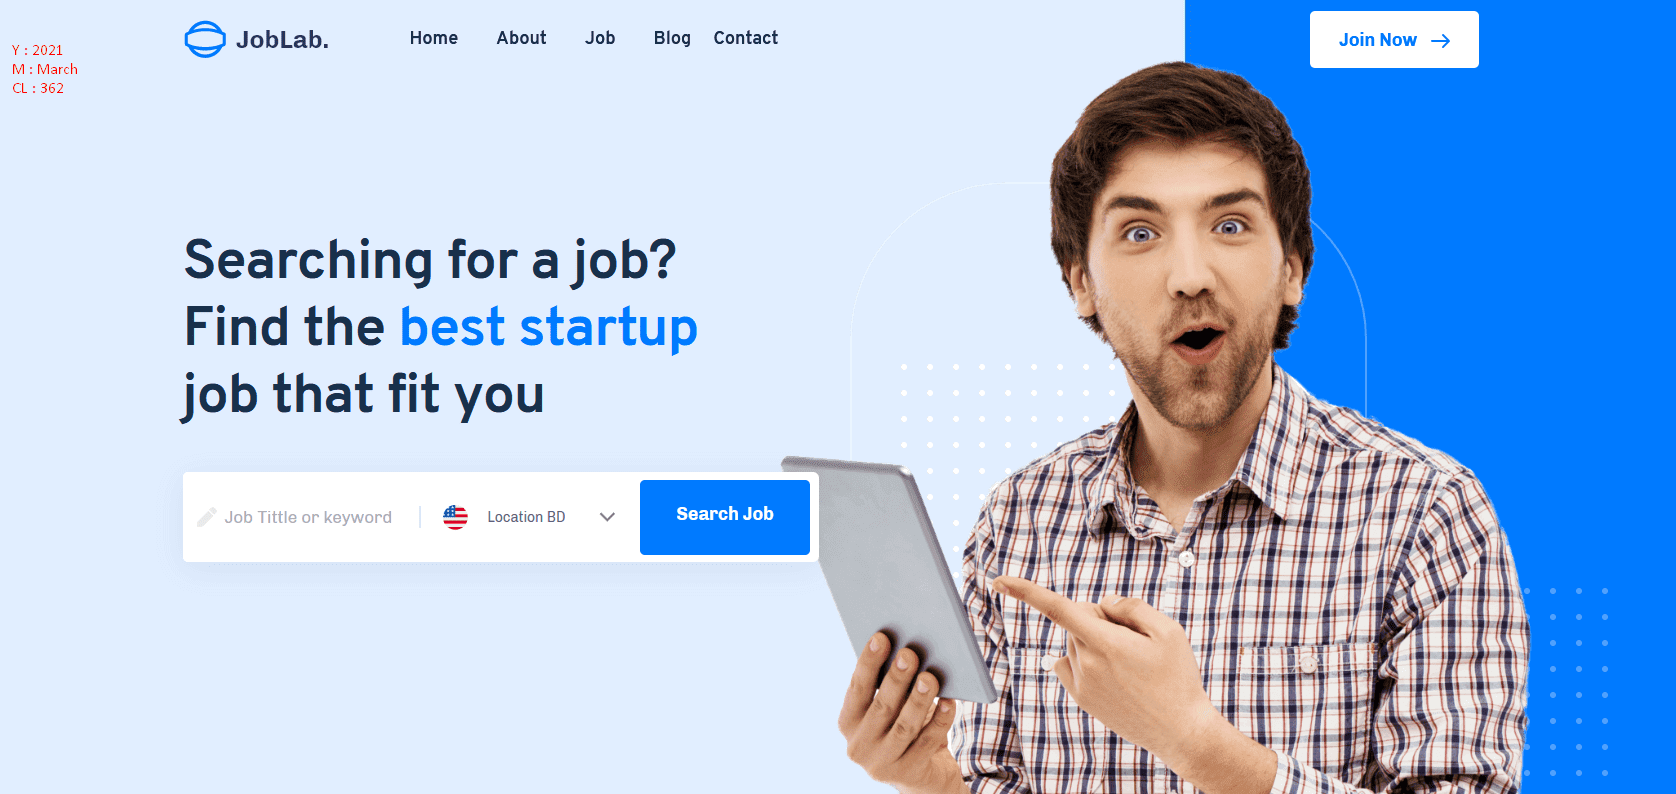 Y : 2021
M : March
CL : 362
JobLab.
Home About Job Blog Contact
Join Now
Searching for a job?
Find the best startup
job that fit you
Job Tittle or keyword
Location BD
Search Job